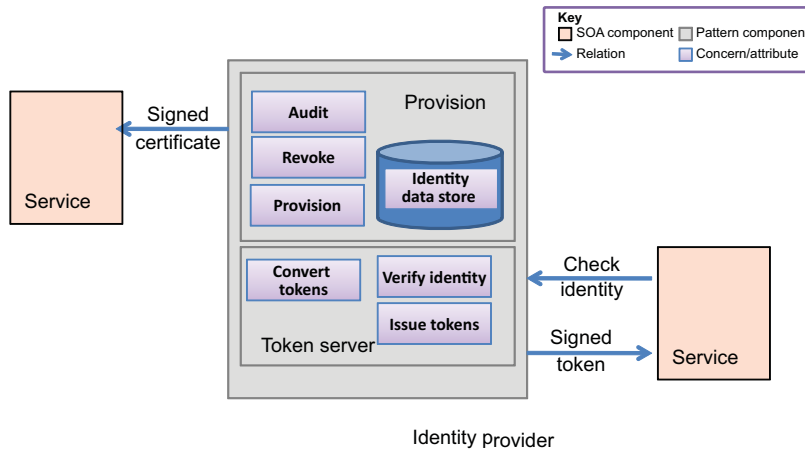 Key
SOA component
Pattern component
Relation
Concern/attribute
Provision
Audit
Revoke
Provision
Identity
data store
Signed
certificate
Service
Convert
tokens
Verify identity
Issue tokens
Token server
Check
identity
Signed
token
Service
Identity provider